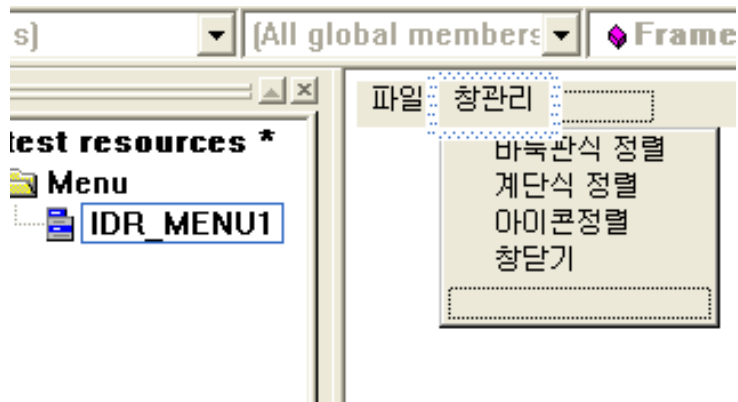 s]
(All global members
Frame
파일 창관리
test resources *
Menu
IDR_MENU1
바둑판식 정렬
계단식 정렬
아이콘정렬
창닫기